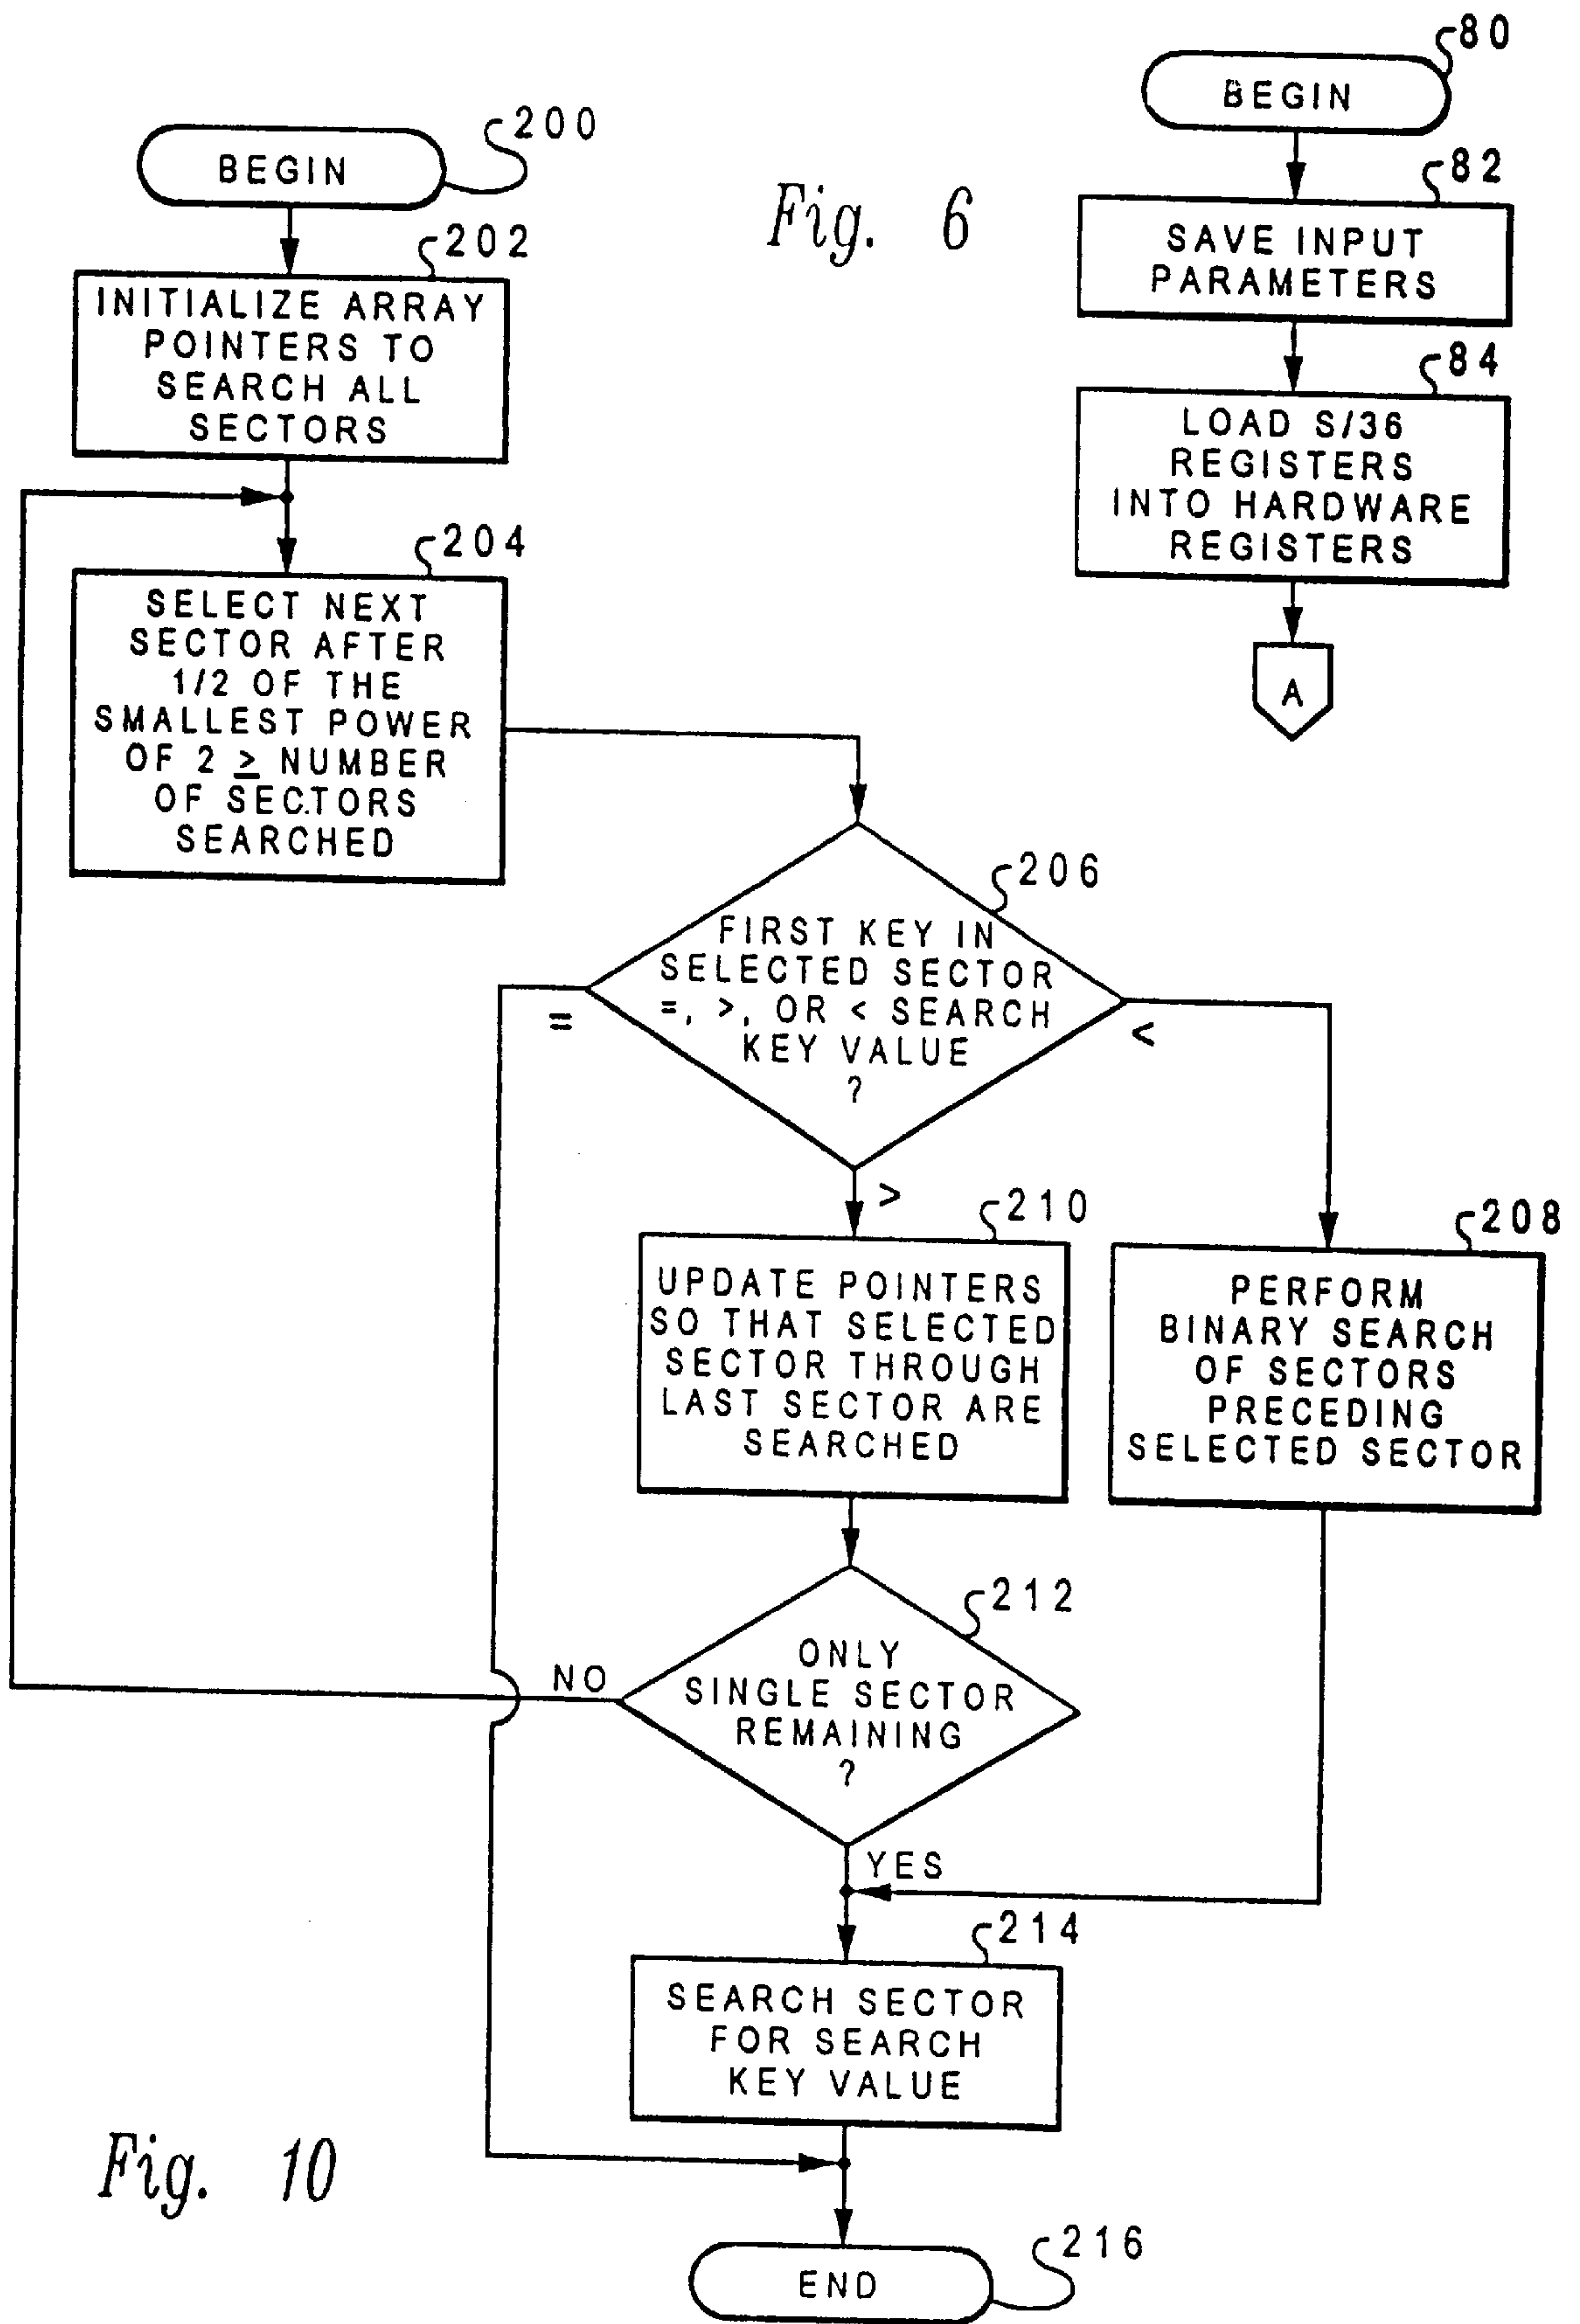 200
BEGIN
202
INITIALIZE ARRAY
POINTERS TO
SEARCH ALL
SECTORS
204
SELECT NEXT
SECTOR AFTER
1/2 OF THE
SMALLEST POWER
OF 2 ≥ NUMBER
OF SECTORS
SEARCHED
206
FIRST KEY IN
SELECTED SECTOR
=, >, OR < SEARCH
KEY VALUE
?
=
<
>
210
UPDATE POINTERS
SO THAT SELECTED
SECTOR THROUGH
LAST SECTOR ARE
SEARCHED
208
PERFORM
BINARY SEARCH
OF SECTORS
PRECEDING
SELECTED SECTOR
212
ONLY
SINGLE SECTOR
REMAINING
?
NO
YES
214
SEARCH SECTOR
FOR SEARCH
KEY VALUE
216
END
Fig. 10
80
BEGIN
82
SAVE INPUT
PARAMETERS
84
LOAD S/36
REGISTERS
INTO HARDWARE
REGISTERS
A
Fig. 6